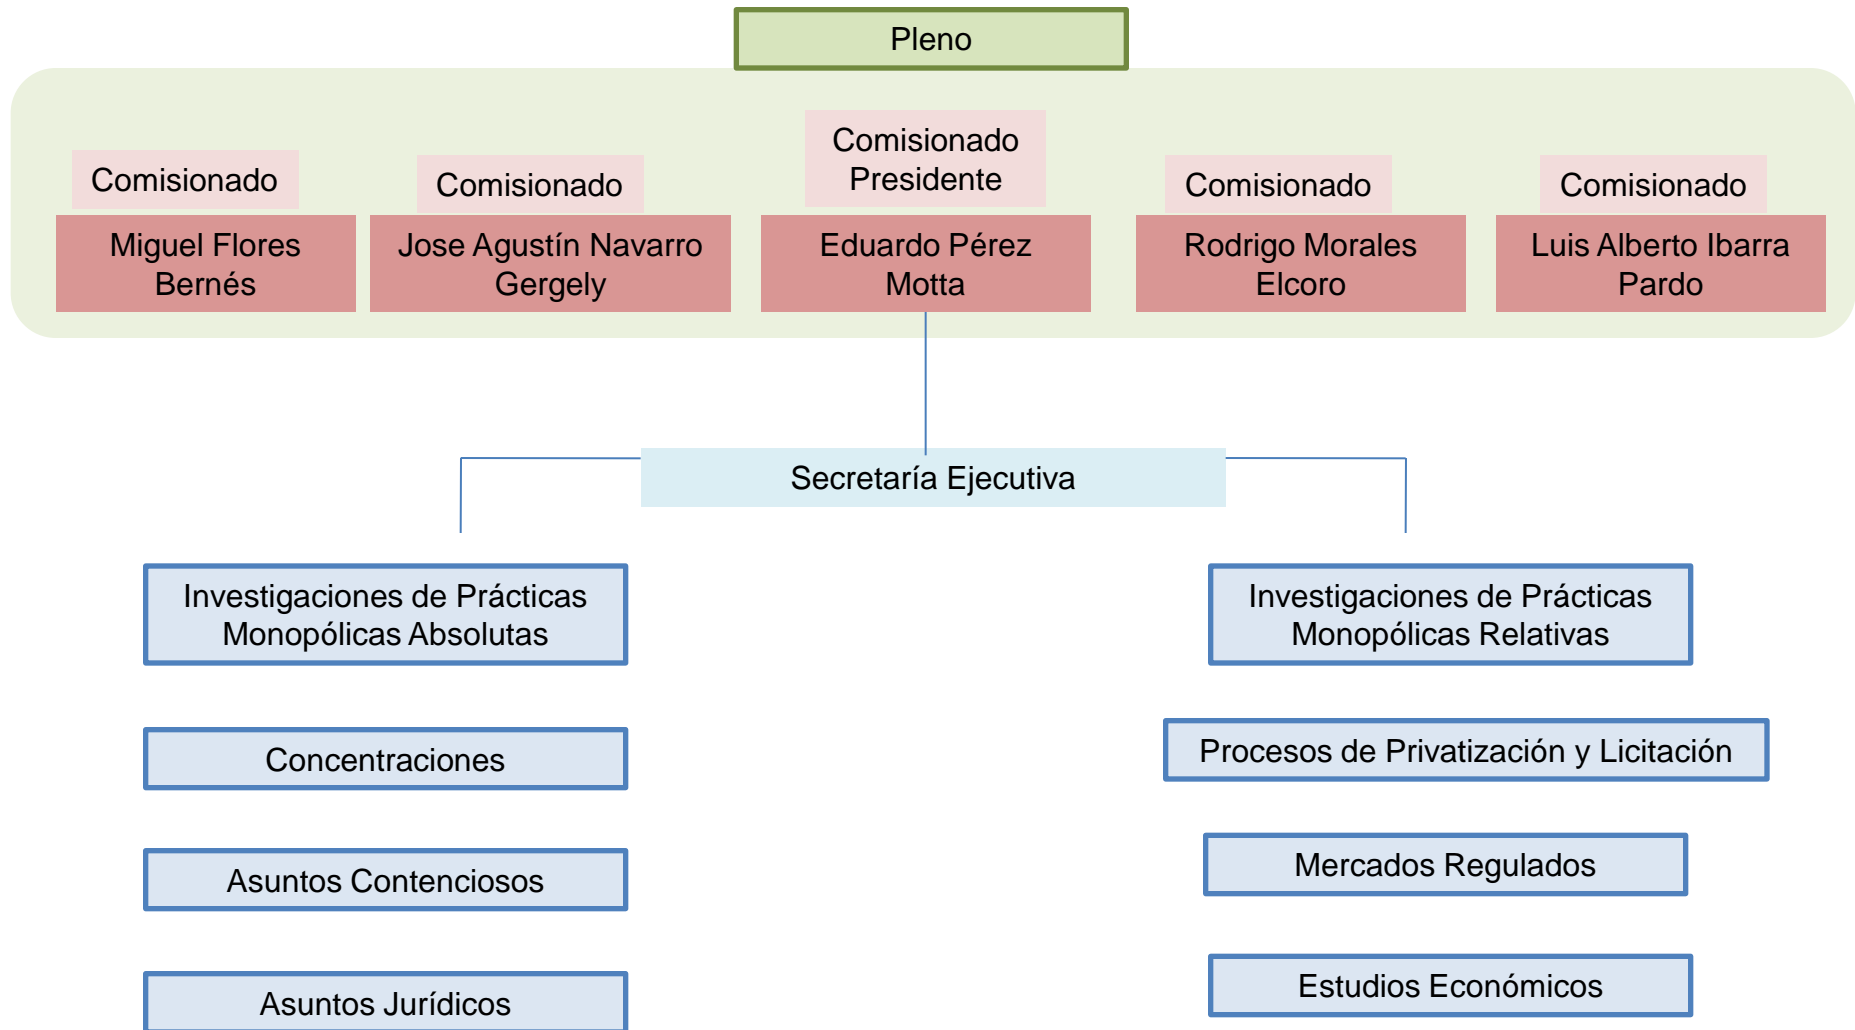 Pleno
Comisionado
Miguel Flores
Bernés
Comisionado
Jose Agustín Navarro
Gergely
Comisionado
Presidente
Eduardo Pérez
Motta
Comisionado
Rodrigo Morales
Elcoro
Comisionado
Luis Alberto Ibarra
Pardo
Secretaría Ejecutiva
Investigaciones de Prácticas
Monopólicas Absolutas
Concentraciones
Asuntos Contenciosos
Asuntos Jurídicos
Investigaciones de Prácticas
Monopólicas Relativas
Procesos de Privatización y Licitación
Mercados Regulados
Estudios Económicos